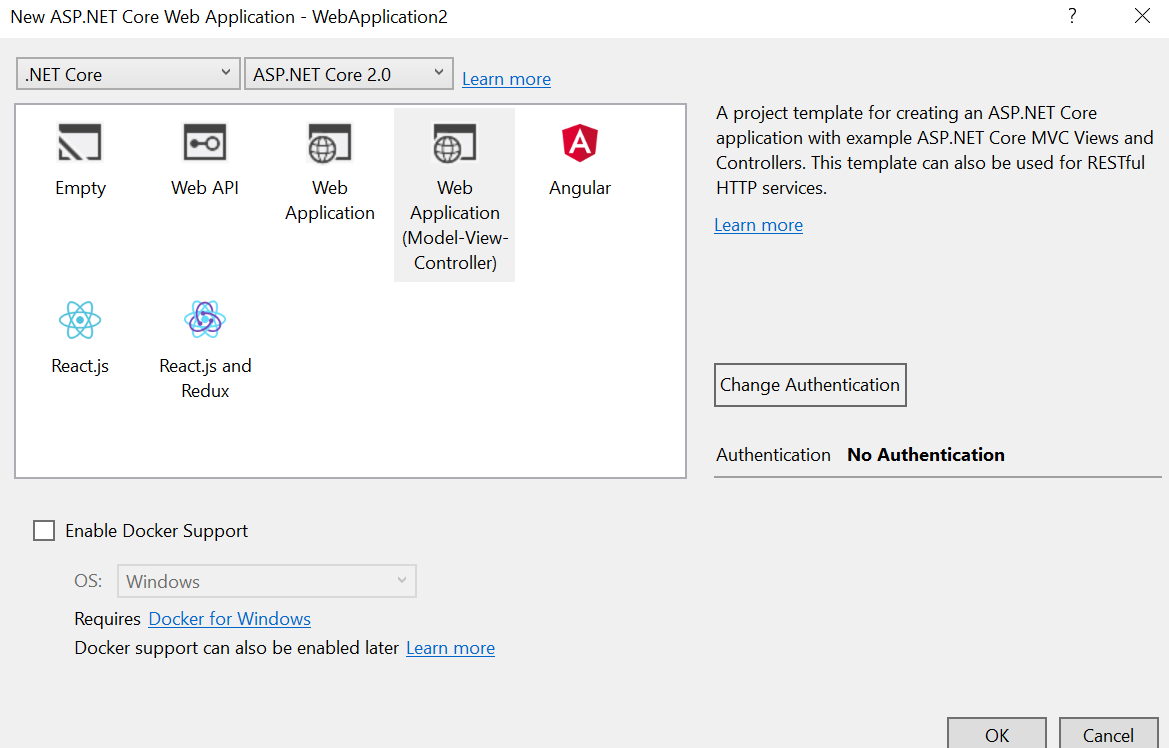 New ASP.NET Core Web Application - WebApplication2
?
.NET Core
ASP.NET Core 2.0
Learn more
Empty
Web API
Web
Application
Web
Application
(Model-View-
Controller)
Angular
React.js
React.js and
Redux
A project template for creating an ASP.NET Core
application with example ASP.NET Core MVC Views and
Controllers. This template can also be used for RESTful
HTTP services.
Learn more
Change Authentication
Authentication No Authentication
Enable Docker Support
OS: Windows
Requires Docker for Windows
Docker support can also be enabled later Learn more
OK
Cancel